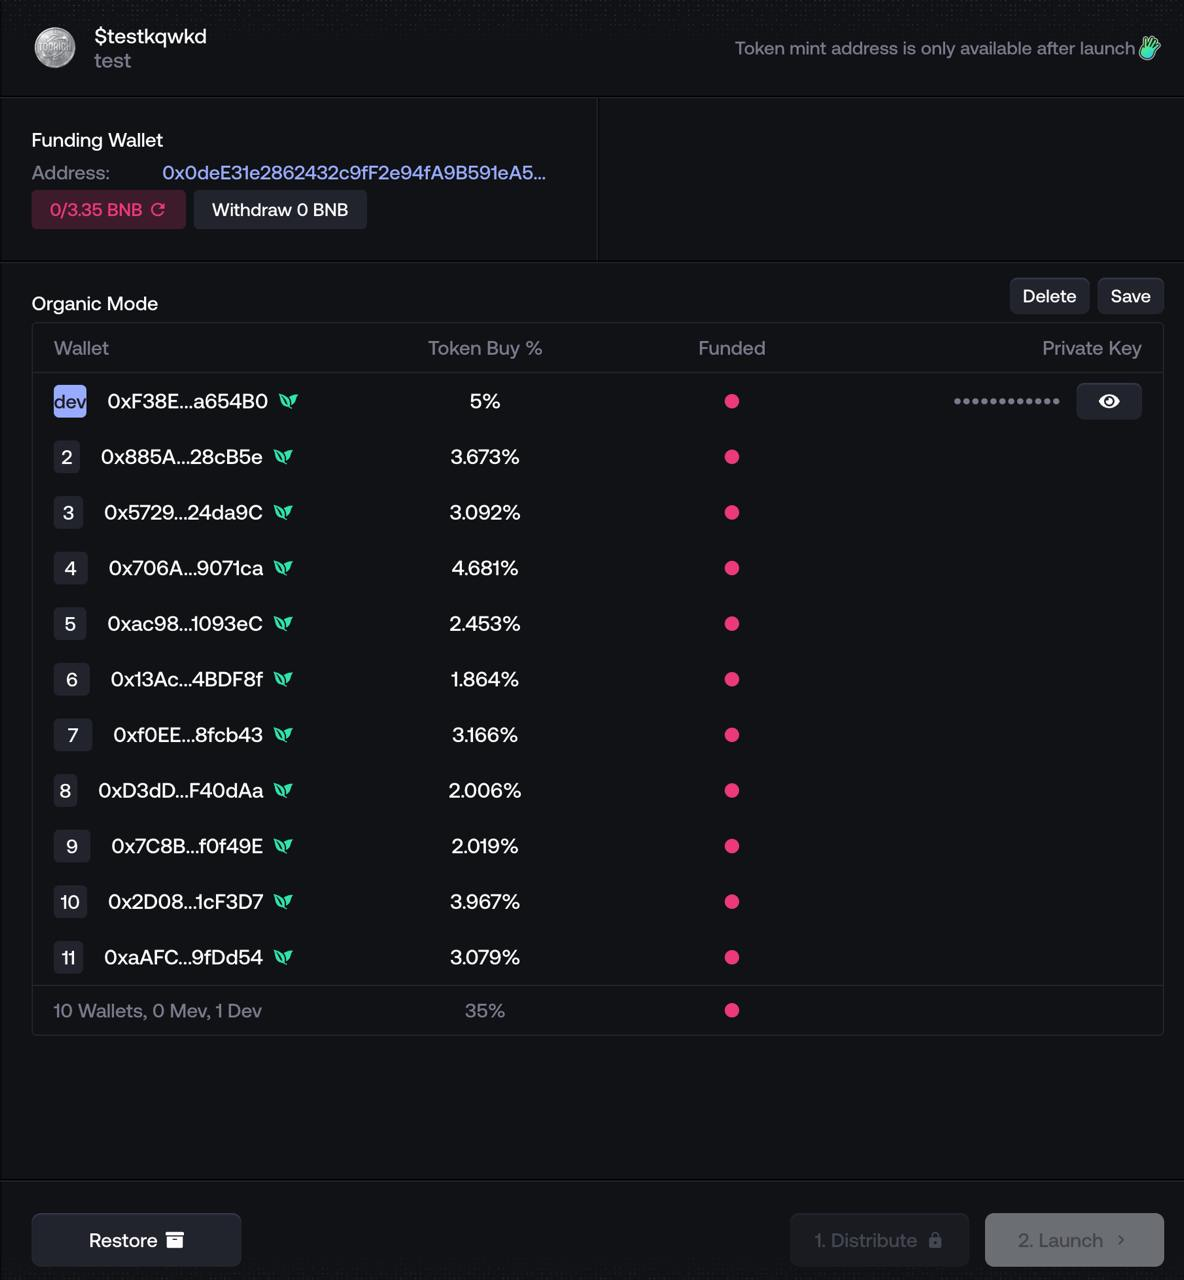 $testkqwkd
test
Token mint address is only available after launch
Funding Wallet
Address: 0x0deE31e2862432c9fF2e94fA9B591eA5...
0/3.35 BNB Withdraw 0 BNB
Organic Mode Delete Save
Wallet Token Buy % Funded Private Key
dev 0xF38E...a654B0 5% ••••••••••••
2 0x885A...28cB5e 3.673%
3 0x5729...24da9C 3.092%
4 0x706A...9071ca 4.681%
5 0xac98...1093eC 2.453%
6 0x13Ac...4BDF8f 1.864%
7 0xf0EE...8fcb43 3.166%
8 0xD3dD...F40dAa 2.006%
9 0x7C8B...f0f49E 2.019%
10 0x2D08...1cF3D7 3.967%
11 0xaAFC...9fDd54 3.079%
10 Wallets, 0 Mev, 1 Dev 35%
Restore 1. Distribute 2. Launch